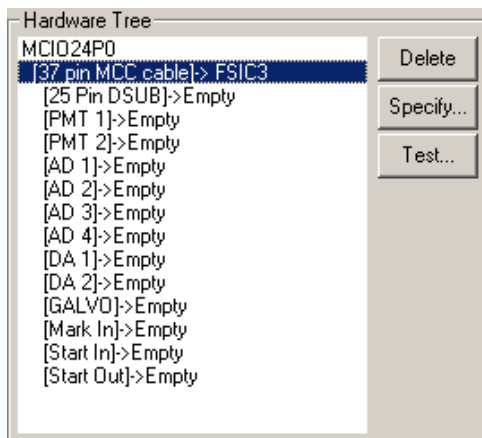 Hardware Tree
MCIO24P0
[37 pin MCC cable]-> FSIC3
[25 Pin DSUB]->Empty
[PMT 1]->Empty
[PMT 2]->Empty
[AD 1]->Empty
[AD 2]->Empty
[AD 3]->Empty
[AD 4]->Empty
[DA 1]->Empty
[DA 2]->Empty
[GALVO]->Empty
[Mark In]->Empty
[Start In]->Empty
[Start Out]->Empty
Delete
Specify...
Test...